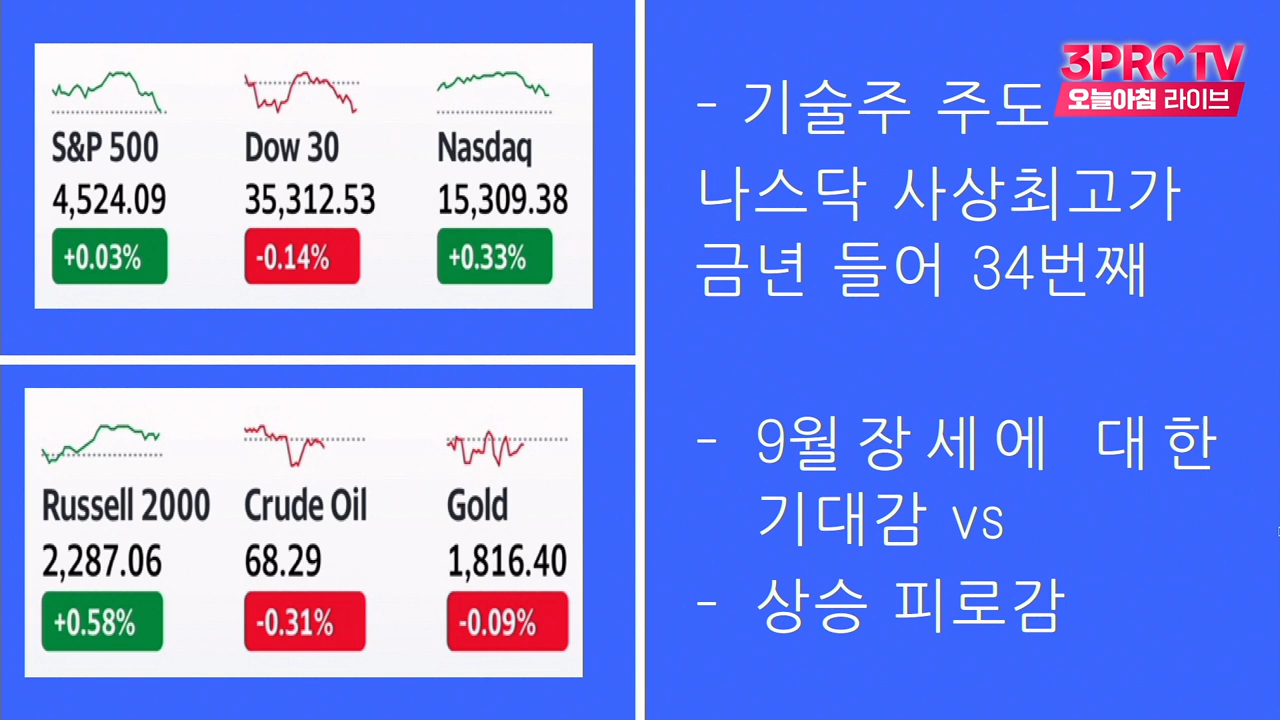 S&P 500 Dow 30 Nasdaq
4,524.09 35,312.53 15,309.38
+0.03% -0.14% +0.33%
Russell 2000 Crude Oil Gold
2,287.06 68.29 1,816.40
+0.58% -0.31% -0.09%
3PRO TV
오늘아침 라이브
- 기술주 주도
나스닥 사상최고가
금년 들어 34번째
- 9월장세에 대한
기대감 vs
- 상승 피로감